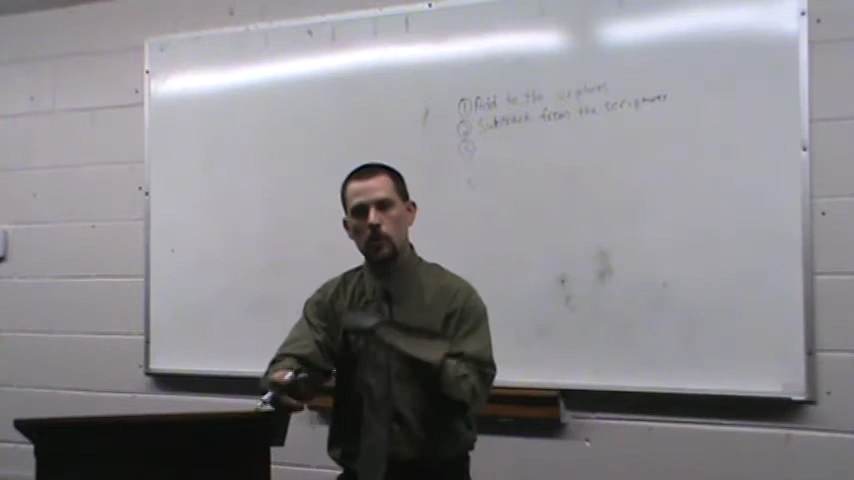 ① Add to the scriptures
② Subtract from the scriptures
③